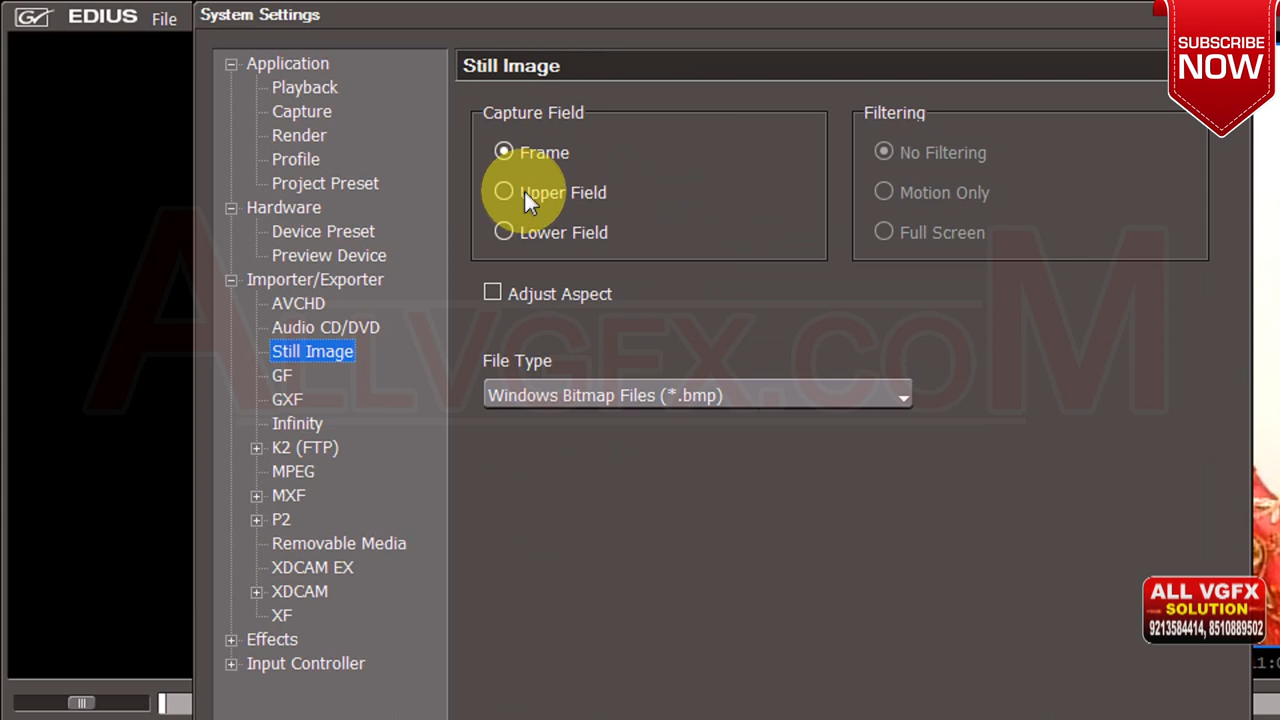 EDIUS File
System Settings
SUBSCRIBE
NOW
Application
Playback
Capture
Render
Profile
Project Preset
Hardware
Device Preset
Preview Device
Importer/Exporter
AVCHD
Audio CD/DVD
Still Image
GF
GXF
Infinity
K2 (FTP)
MPEG
MXF
P2
Removable Media
XDCAM EX
XDCAM
XF
Effects
Input Controller
Still Image
Capture Field
Frame
Upper Field
Lower Field
Filtering
No Filtering
Motion Only
Full Screen
Adjust Aspect
File Type
Windows Bitmap Files (*.bmp)
ALLVGFX.COM
ALL VGFX
SOLUTION
9213584414, 8510889502